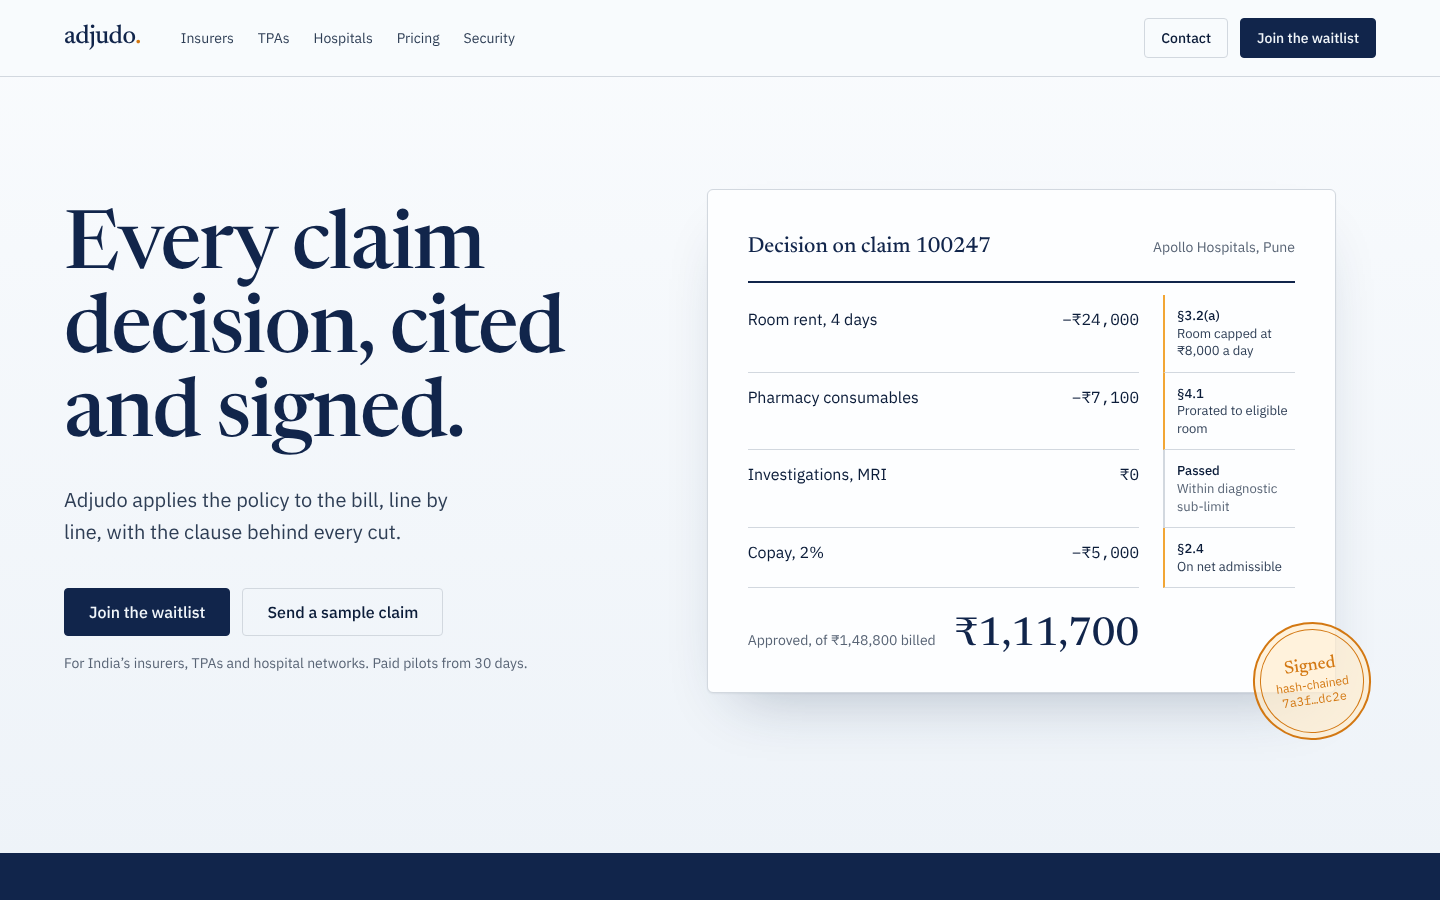 adjudo.
Insurers
TPAs
Hospitals
Pricing
Security
Contact
Join the waitlist
Every claim
decision, cited
and signed.
Adjudo applies the policy to the bill, line by
line, with the clause behind every cut.
Join the waitlist
Send a sample claim
For India’s insurers, TPAs and hospital networks. Paid pilots from 30 days.
Decision on claim 100247
Apollo Hospitals, Pune
Room rent, 4 days
−₹24,000
§3.2(a)
Room capped at
₹8,000 a day
Pharmacy consumables
−₹7,100
§4.1
Prorated to eligible
room
Investigations, MRI
₹0
Passed
Within diagnostic
sub-limit
Copay, 2%
−₹5,000
§2.4
On net admissible
Approved, of ₹1,48,800 billed
₹1,11,700
Signed
hash-chained
7a3f…dc2e